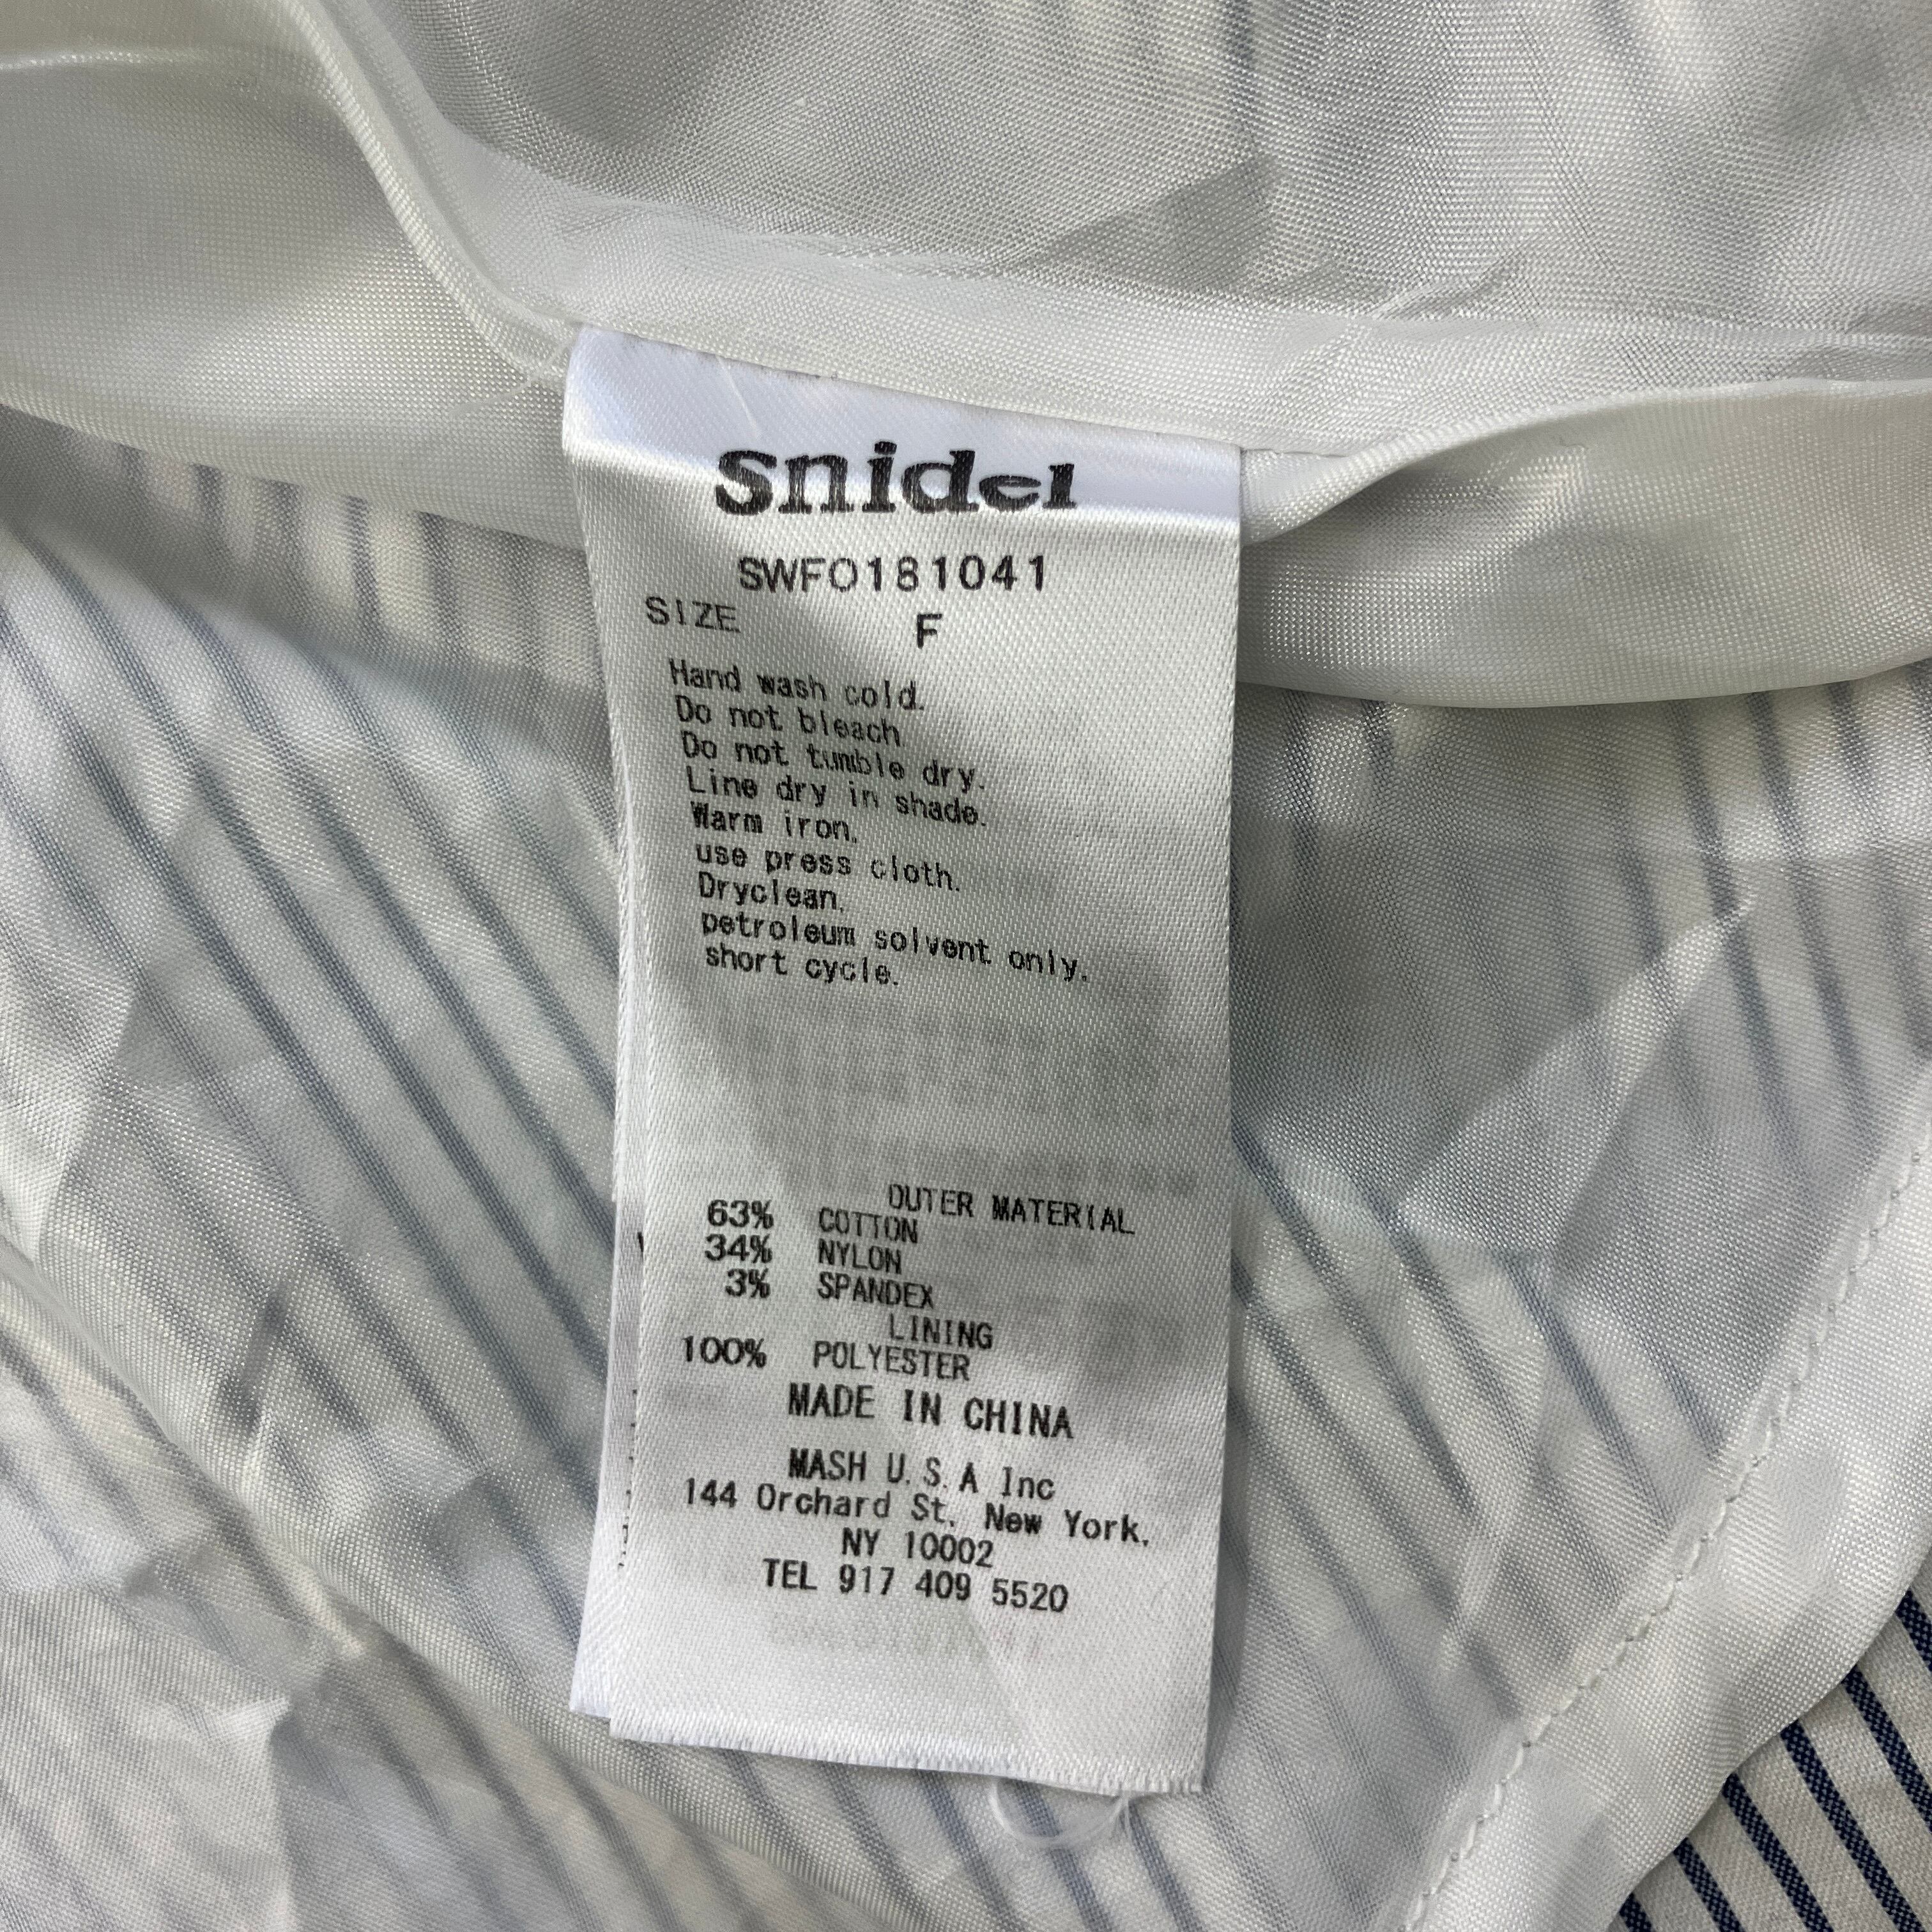 snidel
SWFO181041
SIZE F
Hand wash cold.
Do not bleach
Do not tumble dry.
Line dry in shade.
Warm iron.
use press cloth.
Dryclean.
petroleum solvent only.
short cycle.
OUTER MATERIAL
63% COTTON
34% NYLON
3% SPANDEX
LINING
100% POLYESTER
MADE IN CHINA
MASH U.S.A Inc
144 Orchard St. New York.
NY 10002
TEL 917 409 5520